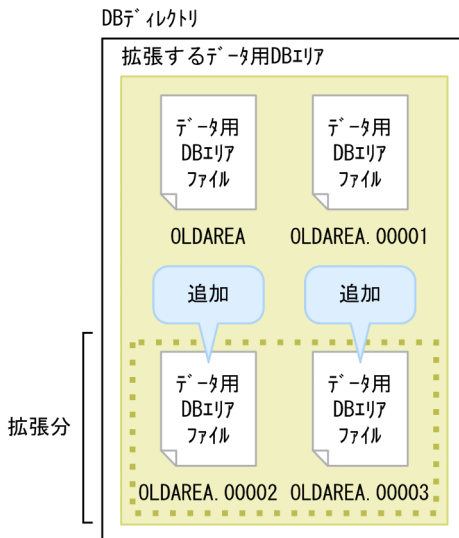 DBﾃﾞｨﾚｸﾄﾘ
拡張するﾃﾞｰﾀ用DBｴﾘｱ
ﾃﾞｰﾀ用
DBｴﾘｱ
ﾌｧｲﾙ
OLDAREA
ﾃﾞｰﾀ用
DBｴﾘｱ
ﾌｧｲﾙ
OLDAREA.00001
追加
追加
拡張分
ﾃﾞｰﾀ用
DBｴﾘｱ
ﾌｧｲﾙ
OLDAREA.00002
ﾃﾞｰﾀ用
DBｴﾘｱ
ﾌｧｲﾙ
OLDAREA.00003